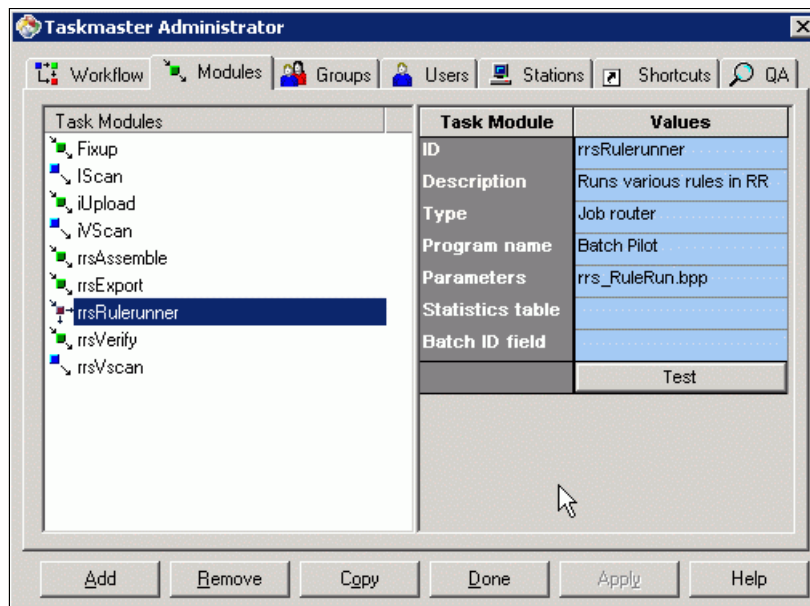 Taskmaster Administrator
Workflow Modules Groups Users Stations Shortcuts QA
Task Modules
Fixup
IScan
iUpload
iVScan
rrsAssemble
rrsExport
rrsRulerunner
rrsVerify
rrsVscan
Task Module Values
ID rrsRulerunner
Description Runs various rules in RR
Type Job router
Program name Batch Pilot
Parameters rrs_RuleRun.bpp
Statistics table
Batch ID field
Test
Add Remove Copy Done Apply Help